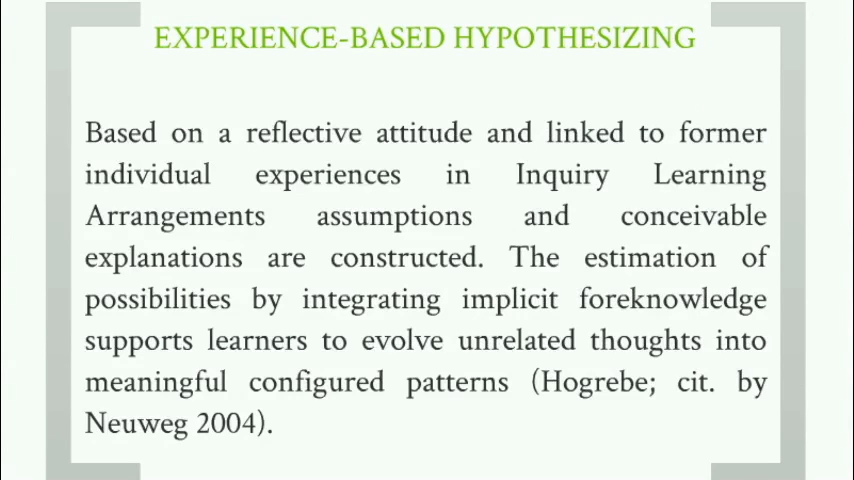 EXPERIENCE-BASED HYPOTHESIZING
Based on a reflective attitude and linked to former
individual experiences in Inquiry Learning
Arrangements assumptions and conceivable
explanations are constructed. The estimation of
possibilities by integrating implicit foreknowledge
supports learners to evolve unrelated thoughts into
meaningful configured patterns (Hogrebe; cit. by
Neuweg 2004).